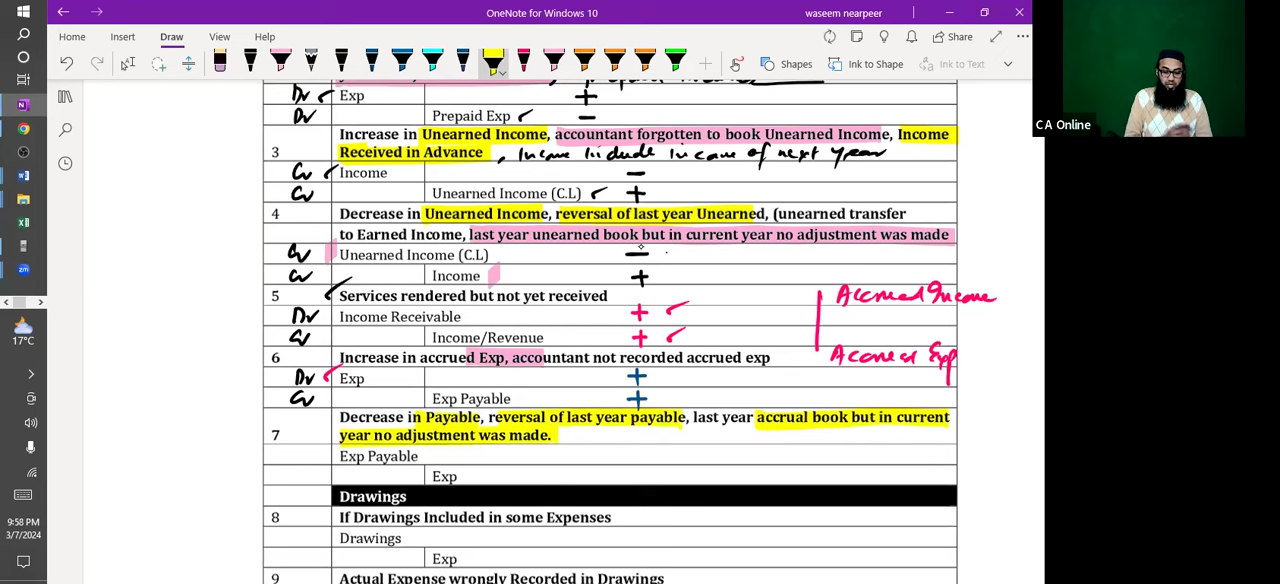 OneNote for Windows 10
waseem nearpeer
Home Insert Draw View Help
Share
Shapes
Ink to Shape
Ink to Text
C A Online
Dr Exp +
Dr Prepaid Exp –
Increase in Unearned Income, accountant forgotten to book Unearned Income, Income
3 Received in Advance , Income Include income of next year
Cr Income –
Cr Unearned Income (C.L) +
4 Decrease in Unearned Income, reversal of last year Unearned, (unearned transfer
to Earned Income, last year unearned book but in current year no adjustment was made
Cr Unearned Income (C.L) –
Cr Income +
5 Services rendered but not yet received
Accrued Income
Dr Income Receivable +
Cr Income/Revenue +
6 Increase in accrued Exp, accountant not recorded accrued exp
Accrued Exp
Dr Exp +
Cr Exp Payable +
Decrease in Payable, reversal of last year payable, last year accrual book but in current
7 year no adjustment was made.
Exp Payable
Exp
Drawings
8 If Drawings Included in some Expenses
Drawings
Exp
9 Actual Expense wrongly Recorded in Drawings
17°C
9:58 PM
3/7/2024